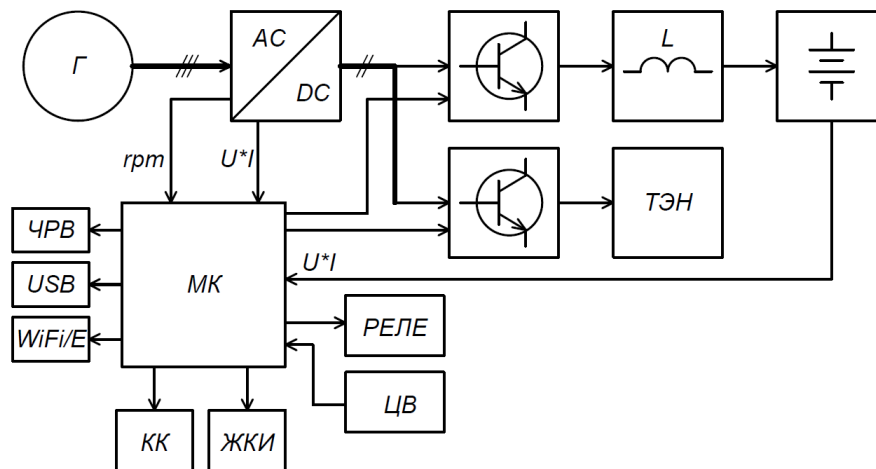 Г
AC
DC
L
rpm
U*I
ТЭН
ЧРВ
USB
WiFi/E
МК
U*I
РЕЛЕ
ЦВ
КК
ЖКИ